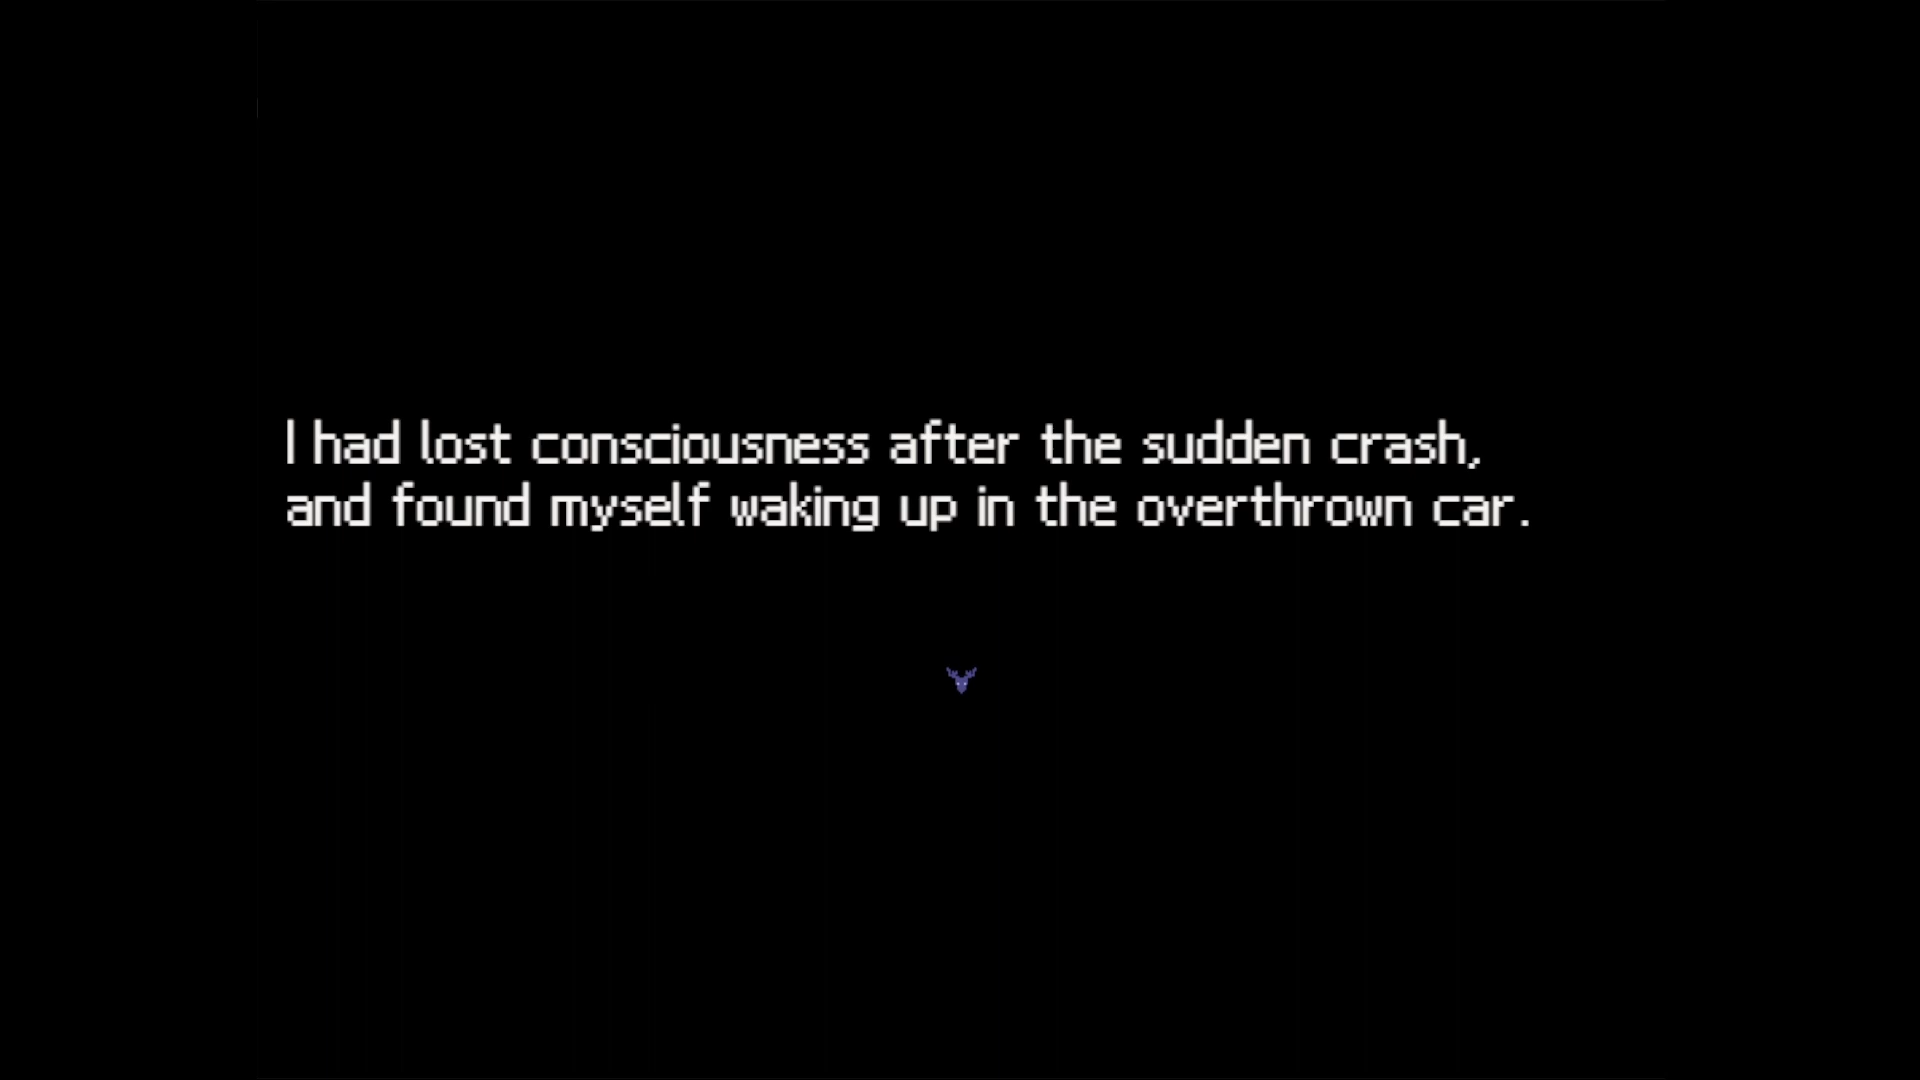 I had lost consciousness after the sudden crash,
and found myself waking up in the overthrown car.